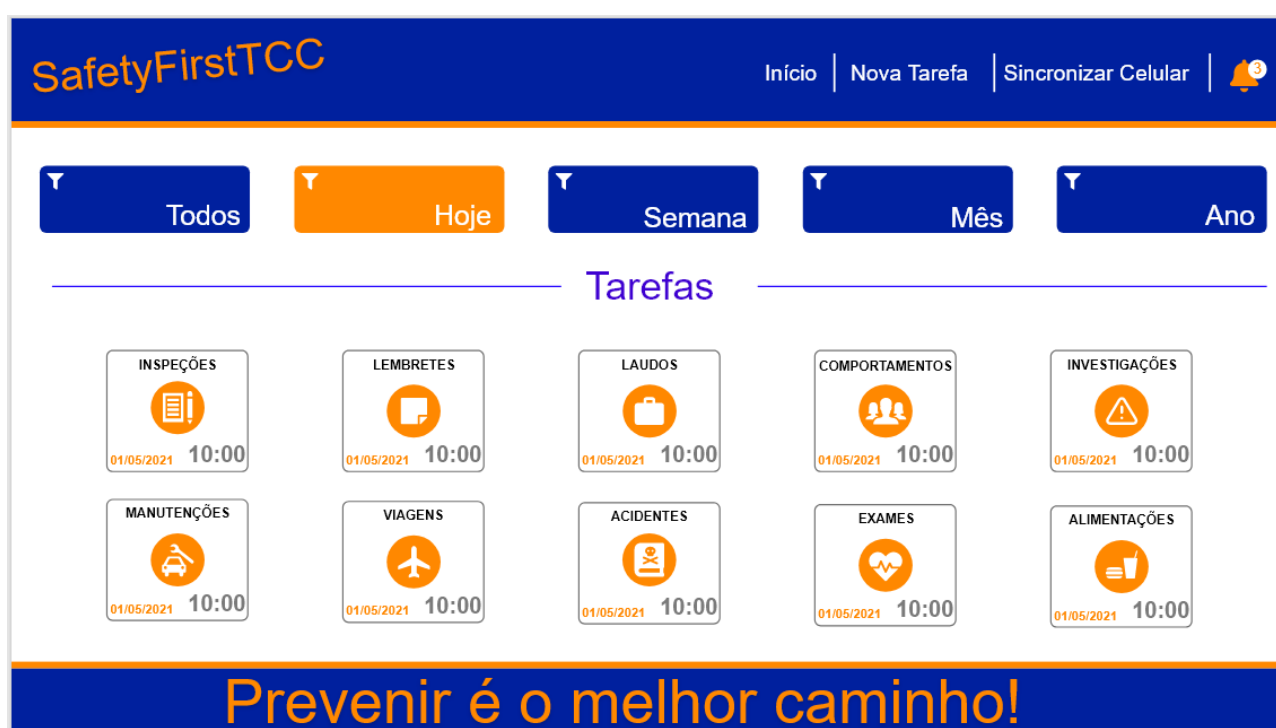 SafetyFirstTCC
Início Nova Tarefa Sincronizar Celular 3
Todos Hoje Semana Mês Ano
Tarefas
INSPEÇÕES LEMBRETES LAUDOS COMPORTAMENTOS INVESTIGAÇÕES
01/05/2021 10:00 01/05/2021 10:00 01/05/2021 10:00 01/05/2021 10:00 01/05/2021 10:00
MANUTENÇÕES VIAGENS ACIDENTES EXAMES ALIMENTAÇÕES
01/05/2021 10:00 01/05/2021 10:00 01/05/2021 10:00 01/05/2021 10:00 01/05/2021 10:00
Prevenir é o melhor caminho!